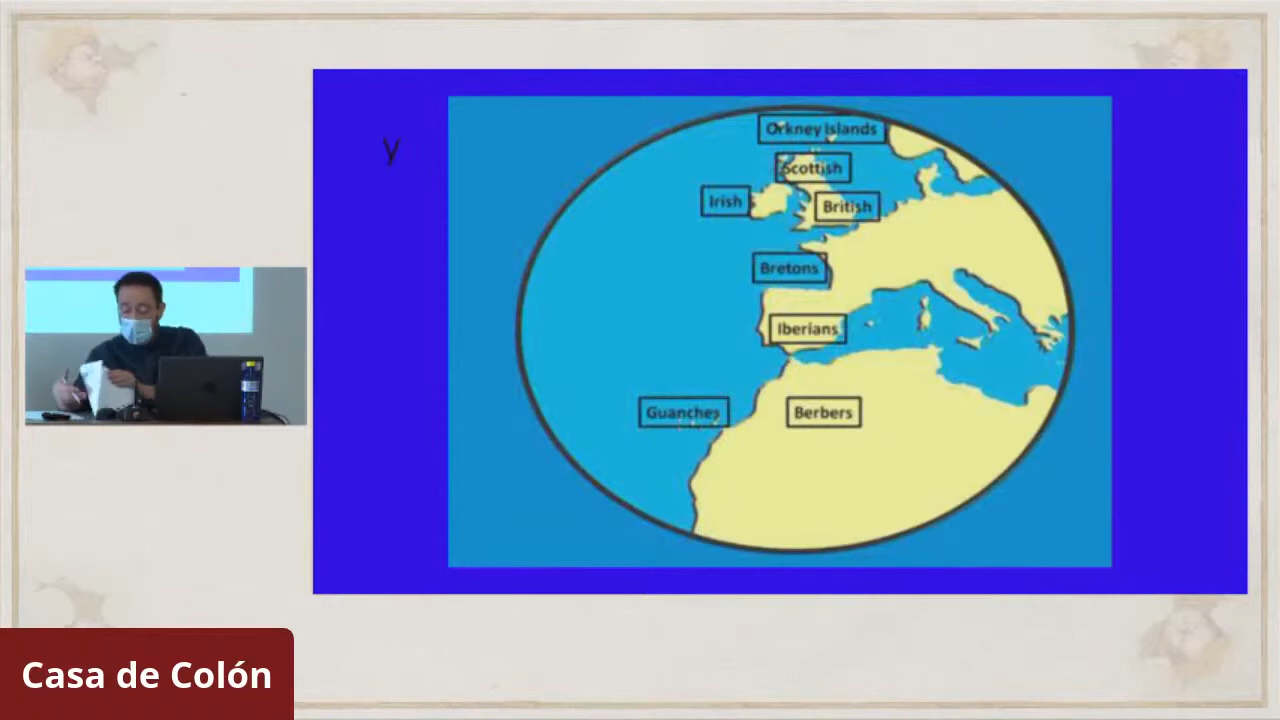 y
Orkney Islands
Scottish
Irish
British
Bretons
Iberians
Guanches
Berbers
Casa de Colón